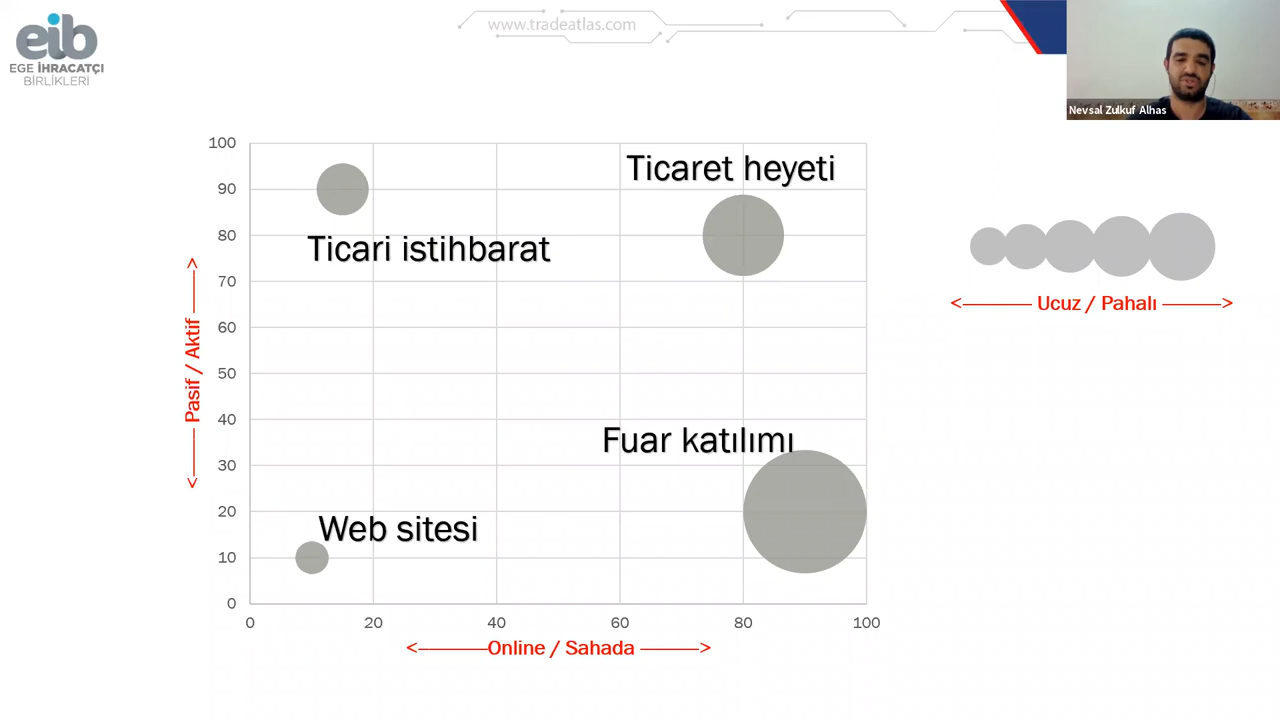 eib
EGE İHRACATÇI
BİRLİKLERİ
www.tradeatlas.com
Nevsal Zulkuf Alhas
100
90
80
70
60
50
40
30
20
10
0
Pasif / Aktif
Ticari istihbarat
Ticaret heyeti
Fuar katılımı
Web sitesi
0 20 40 60 80 100
<———Online / Sahada ———>
<——— Ucuz / Pahalı ———>